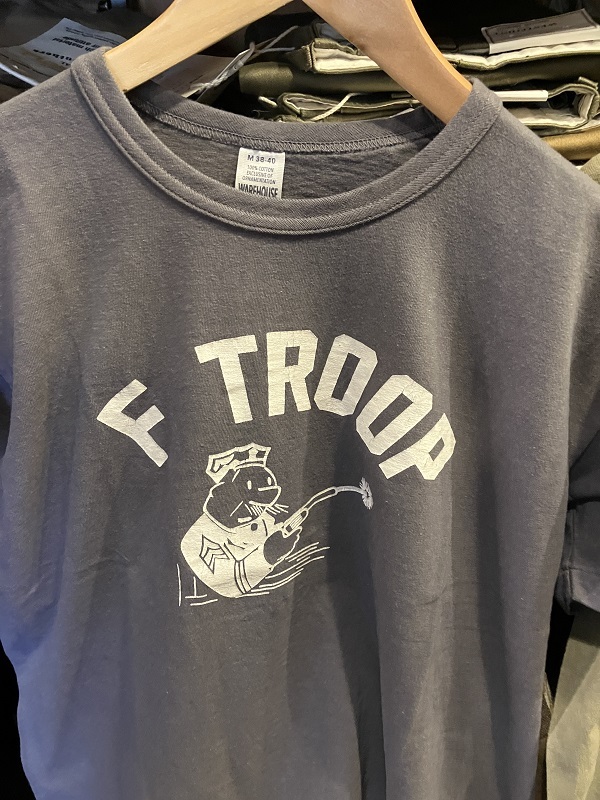 M 38-40
100% COTTON
EXCLUSIVE OF
ORNAMENTATION
WAREHOUSE
F TROOP